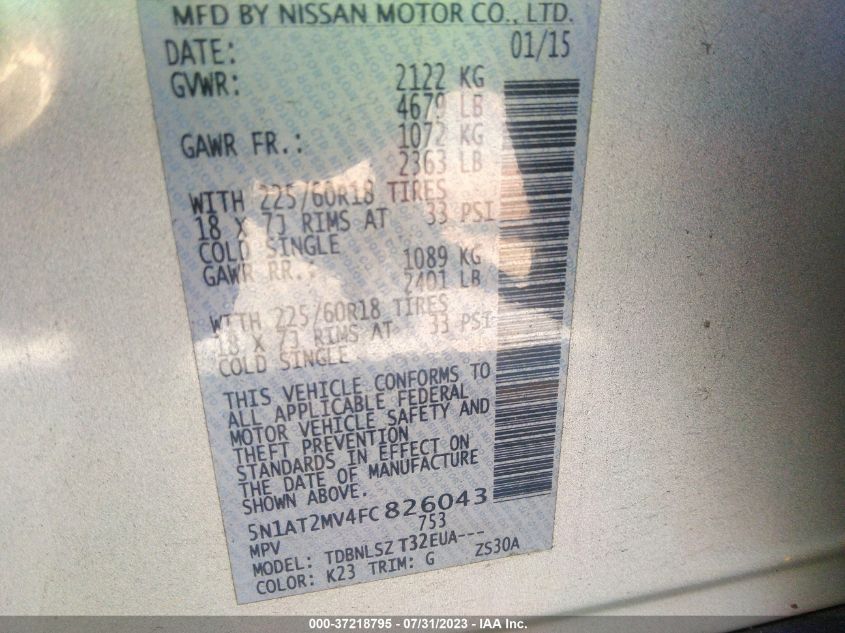 MFD BY NISSAN MOTOR CO., LTD.
DATE: 01/15
GVWR: 2122 KG
4679 LB
GAWR FR.: 1072 KG
2363 LB
WITH 225/60R18 TIRES
18 X 7J RIMS AT 33 PSI
COLD SINGLE
GAWR RR.: 1089 KG
2401 LB
WITH 225/60R18 TIRES
18 X 7J RIMS AT 33 PSI
COLD SINGLE
THIS VEHICLE CONFORMS TO
ALL APPLICABLE FEDERAL
MOTOR VEHICLE SAFETY AND
THEFT PREVENTION
STANDARDS IN EFFECT ON
THE DATE OF MANUFACTURE
SHOWN ABOVE.
5N1AT2MV4FC826043
MPV 753
MODEL: TDBNLSZ T32EUA---
COLOR: K23 TRIM: G ZS30A
000-37218795 - 07/31/2023 - IAA Inc.